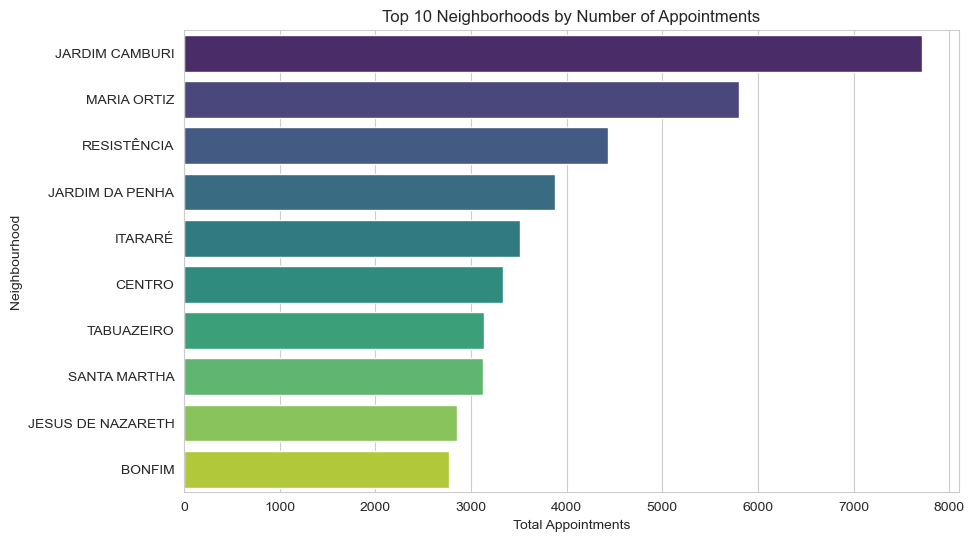 Top 10 Neighborhoods by Number of Appointments
Neighbourhood
JARDIM CAMBURI
MARIA ORTIZ
RESISTÊNCIA
JARDIM DA PENHA
ITARARÉ
CENTRO
TABUAZEIRO
SANTA MARTHA
JESUS DE NAZARETH
BONFIM
0 1000 2000 3000 4000 5000 6000 7000 8000
Total Appointments